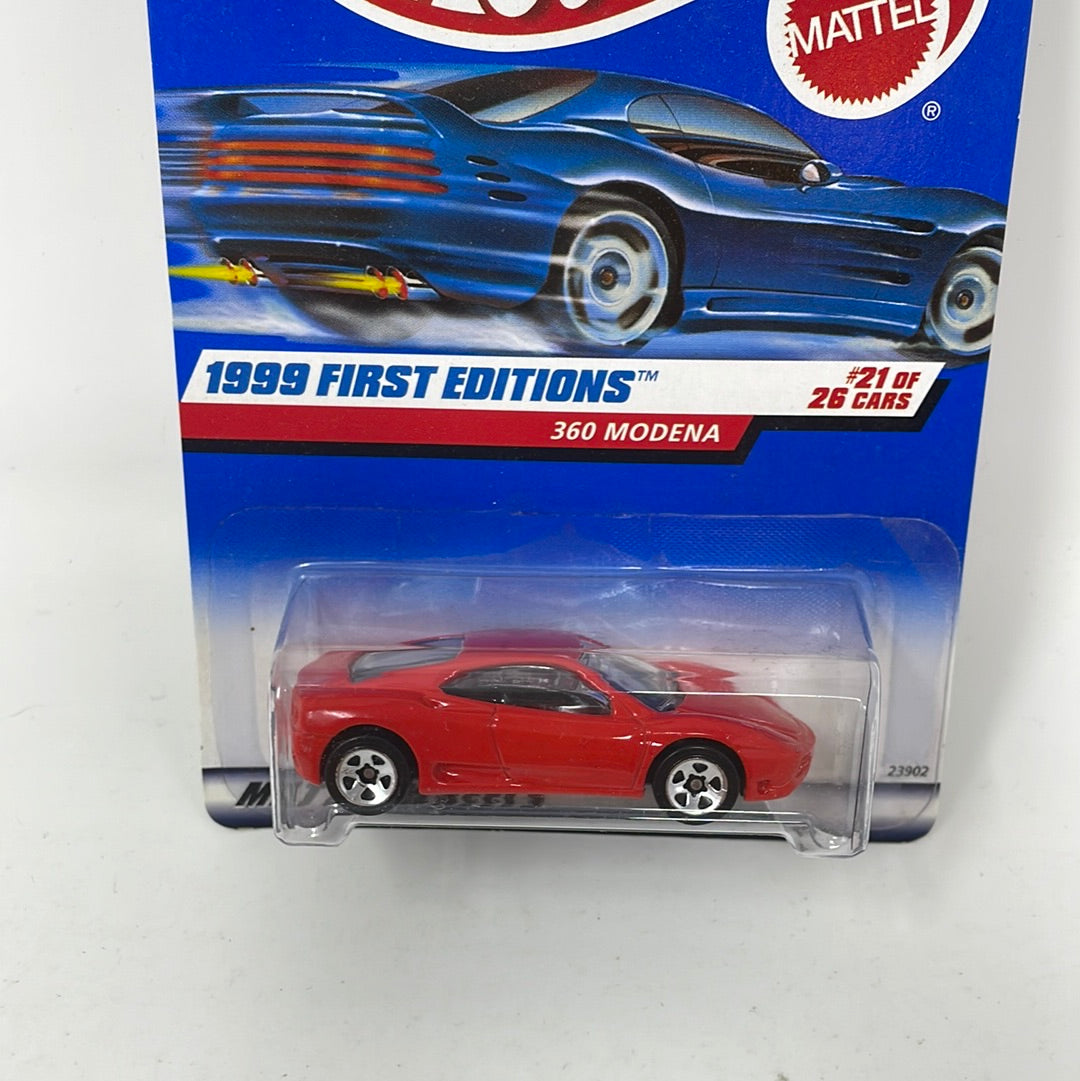 MATTEL
®
1999 FIRST EDITIONS™
#21 OF
26 CARS
360 MODENA
23902